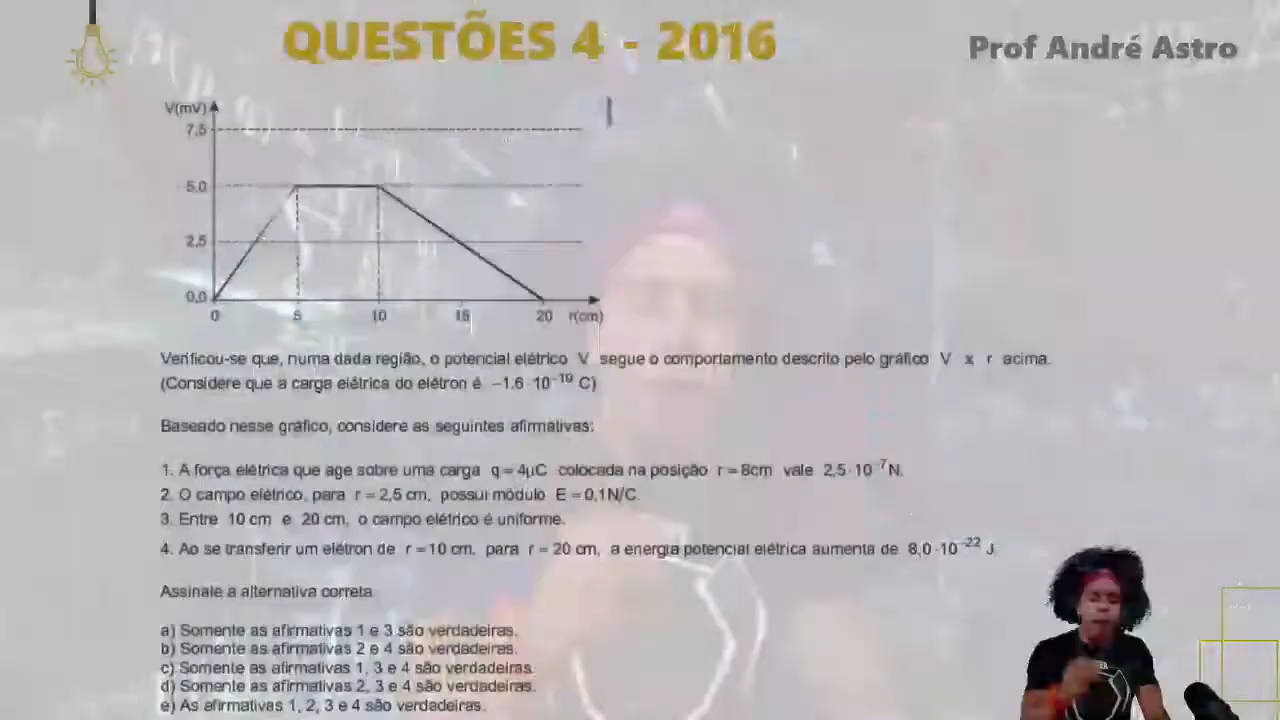 QUESTÕES 4 - 2016
Prof André Astro
V(mV)
7,5
5,0
2,5
0,0
0 5 10 15 20 r(cm)
Verificou-se que, numa dada região, o potencial elétrico V segue o comportamento descrito pelo gráfico V x r acima.
(Considere que a carga elétrica do elétron é −1,6·10⁻¹⁹ C)
Baseado nesse gráfico, considere as seguintes afirmativas:
1. A força elétrica que age sobre uma carga q = 4μC colocada na posição r = 8cm vale 2,5·10⁻⁷N.
2. O campo elétrico, para r = 2,5 cm, possui módulo E = 0,1N/C.
3. Entre 10 cm e 20 cm, o campo elétrico é uniforme.
4. Ao se transferir um elétron de r = 10 cm, para r = 20 cm, a energia potencial elétrica aumenta de 8,0·10⁻²² J
Assinale a alternativa correta
a) Somente as afirmativas 1 e 3 são verdadeiras.
b) Somente as afirmativas 2 e 4 são verdadeiras.
c) Somente as afirmativas 1, 3 e 4 são verdadeiras.
d) Somente as afirmativas 2, 3 e 4 são verdadeiras.
e) As afirmativas 1, 2, 3 e 4 são verdadeiras.